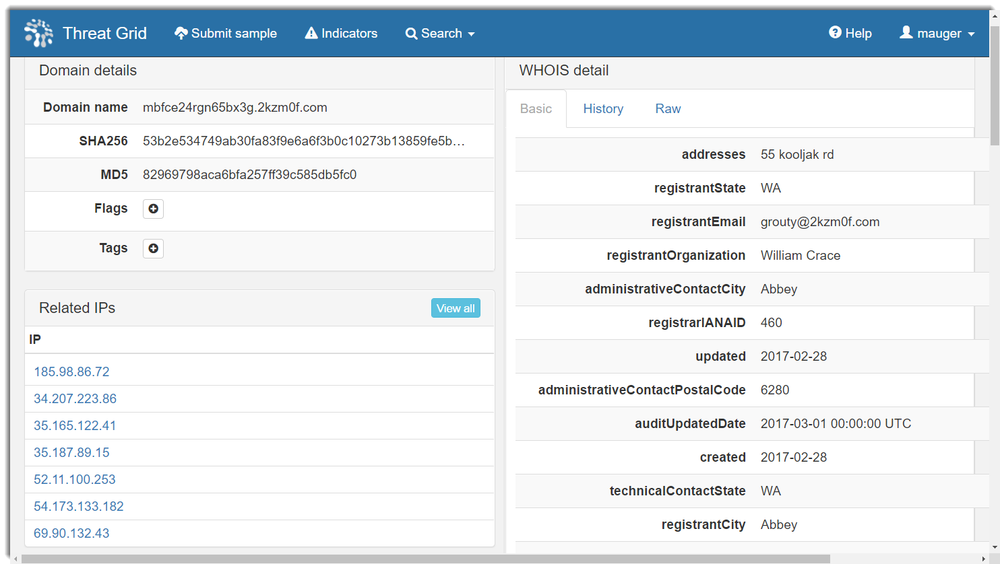 Threat Grid Submit sample Indicators Search Help mauger
Domain details
Domain name mbfce24rgn65bx3g.2kzm0f.com
SHA256 53b2e534749ab30fa83f9e6a6f3b0c10273b13859fe5b…
MD5 82969798aca6bfa257ff39c585db5fc0
Flags
Tags
Related IPs View all
IP
185.98.86.72
34.207.223.86
35.165.122.41
35.187.89.15
52.11.100.253
54.173.133.182
69.90.132.43
WHOIS detail
Basic History Raw
addresses 55 kooljak rd
registrantState WA
registrantEmail grouty@2kzm0f.com
registrantOrganization William Crace
administrativeContactCity Abbey
registrarIANAID 460
updated 2017-02-28
administrativeContactPostalCode 6280
auditUpdatedDate 2017-03-01 00:00:00 UTC
created 2017-02-28
technicalContactState WA
registrantCity Abbey